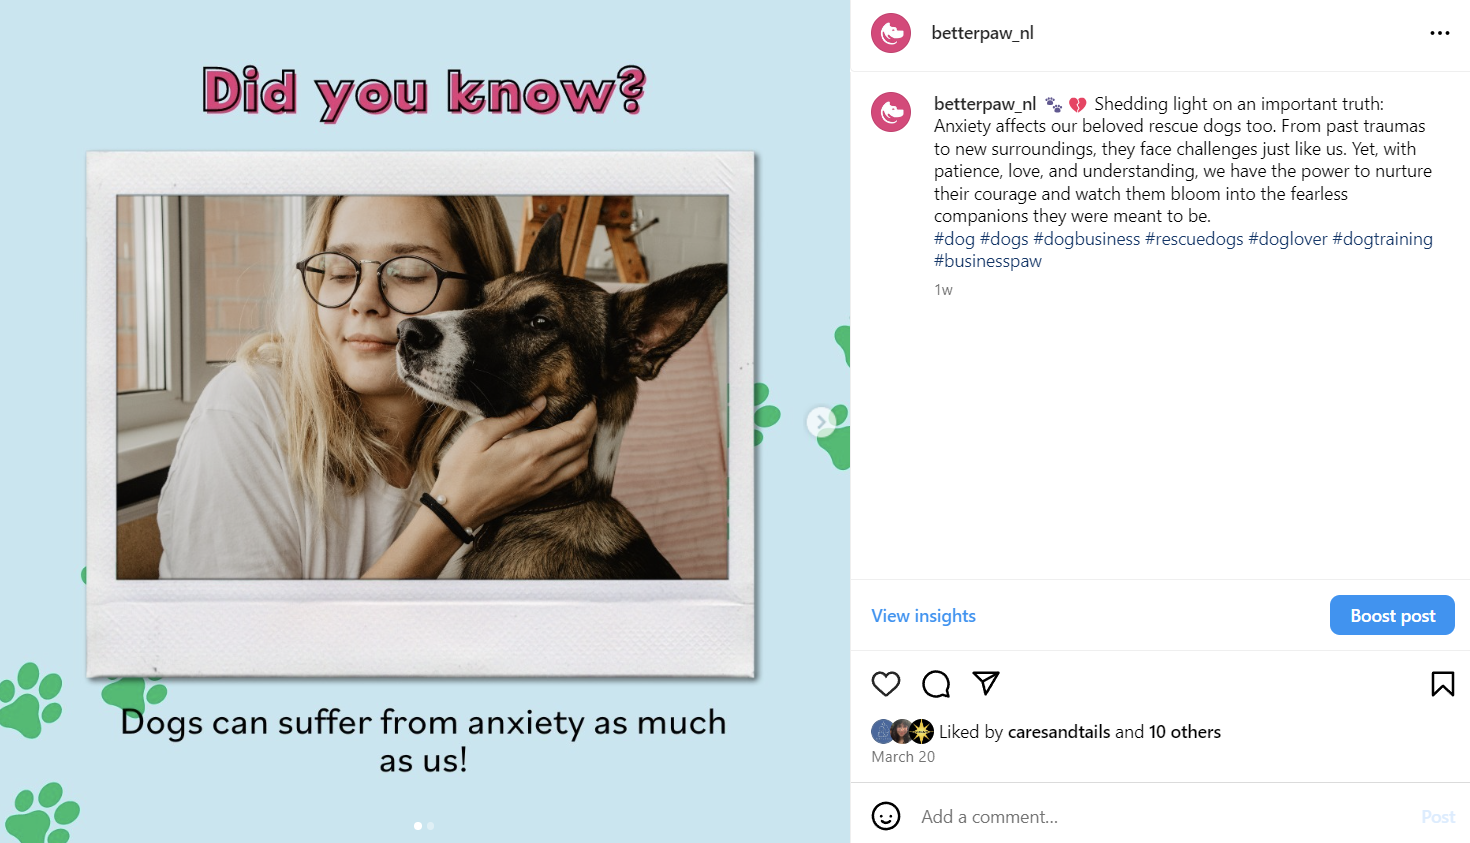 Did you know?
Dogs can suffer from anxiety as much
as us!
betterpaw_nl
betterpaw_nl 🐾 💔 Shedding light on an important truth:
Anxiety affects our beloved rescue dogs too. From past traumas
to new surroundings, they face challenges just like us. Yet, with
patience, love, and understanding, we have the power to nurture
their courage and watch them bloom into the fearless
companions they were meant to be.
#dog #dogs #dogbusiness #rescuedogs #doglover #dogtraining
#businesspaw
1w
View insights
Boost post
Liked by caresandtails and 10 others
March 20
Add a comment...
Post